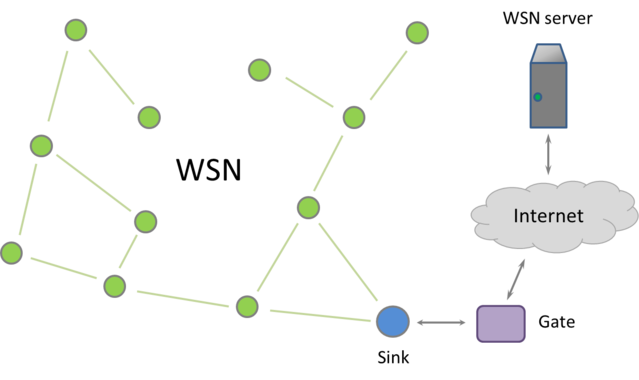 WSN server
WSN
Internet
Gate
Sink